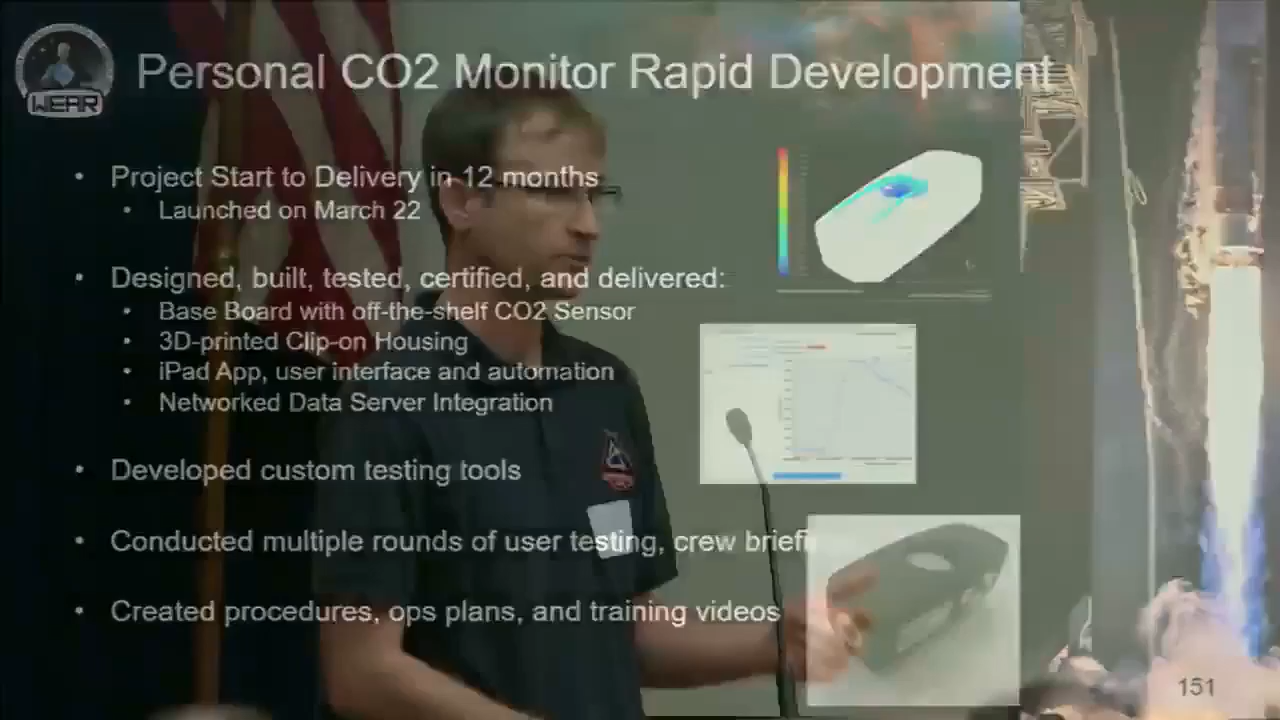 WEAR
Personal CO2 Monitor Rapid Development
• Project Start to Delivery in 12 months
• Launched on March 22
• Designed, built, tested, certified, and delivered:
• Base Board with off-the-shelf CO2 Sensor
• 3D-printed Clip-on Housing
• iPad App, user interface and automation
• Networked Data Server Integration
• Developed custom testing tools
• Conducted multiple rounds of user testing, crew
• Created procedures, ops plans, and training videos
151